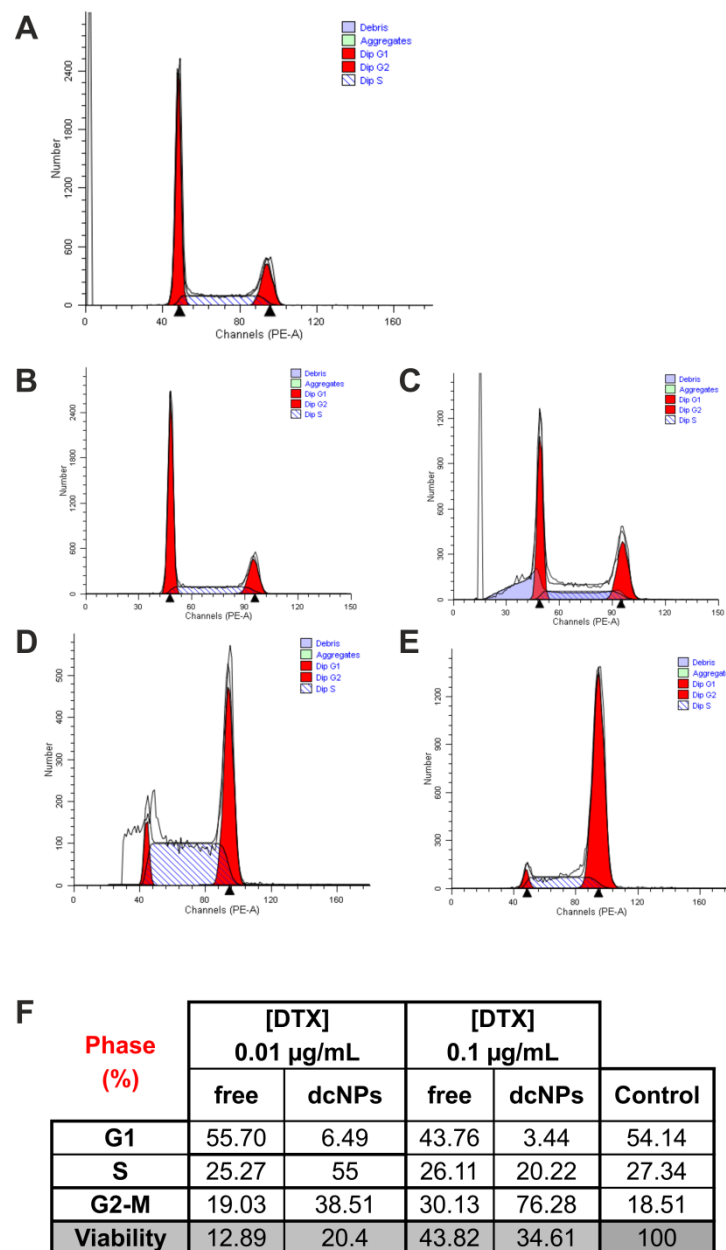 A
Debris
Aggregates
Dip G1
Dip G2
Dip S
Number
2400
1800
1200
600
0
0 40 80 120 160
Channels (PE-A)
B
Debris
Aggregates
Dip G1
Dip G2
Dip S
Number
2400
1800
1200
600
0
0 30 60 90 120 150
Channels (PE-A)
C
Debris
Aggregates
Dip G1
Dip G2
Dip S
Number
1200
900
600
300
0
0 30 60 90 120 150
Channels (PE-A)
D
Debris
Aggregates
Dip G1
Dip G2
Dip S
Number
500
400
300
200
100
0
0 40 80 120 160
Channels (PE-A)
E
Debris
Aggregates
Dip G1
Dip G2
Dip S
Number
1200
900
600
300
0
40 60 80 100 120 140 160
Channels (PE-A)
F
Phase (%) [DTX] 0.01 µg/mL [DTX] 0.1 µg/mL
free dcNPs free dcNPs Control
G1 55.70 6.49 43.76 3.44 54.14
S 25.27 55 26.11 20.22 27.34
G2-M 19.03 38.51 30.13 76.28 18.51
Viability 12.89 20.4 43.82 34.61 100